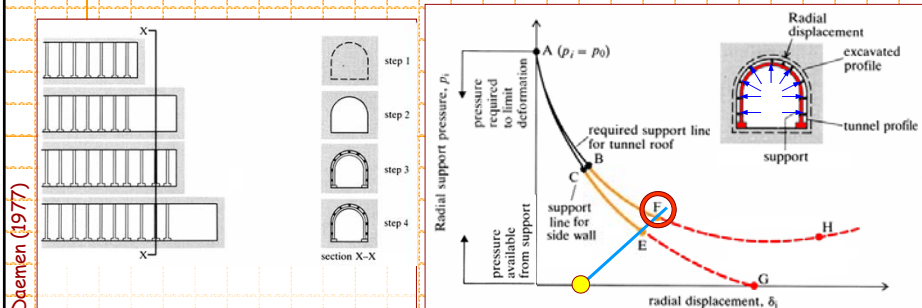 Daemen (1977)
X
step 1
step 2
step 3
step 4
X
section X–X
Radial support pressure, pᵢ
pressure
required
to limit
deformation
pressure
available
from support
A (pᵢ = p₀)
required support line
for tunnel roof
B
C
support
line for
side wall
F
E
H
G
radial displacement, δᵢ
Radial
displacement
excavated
profile
tunnel profile
support